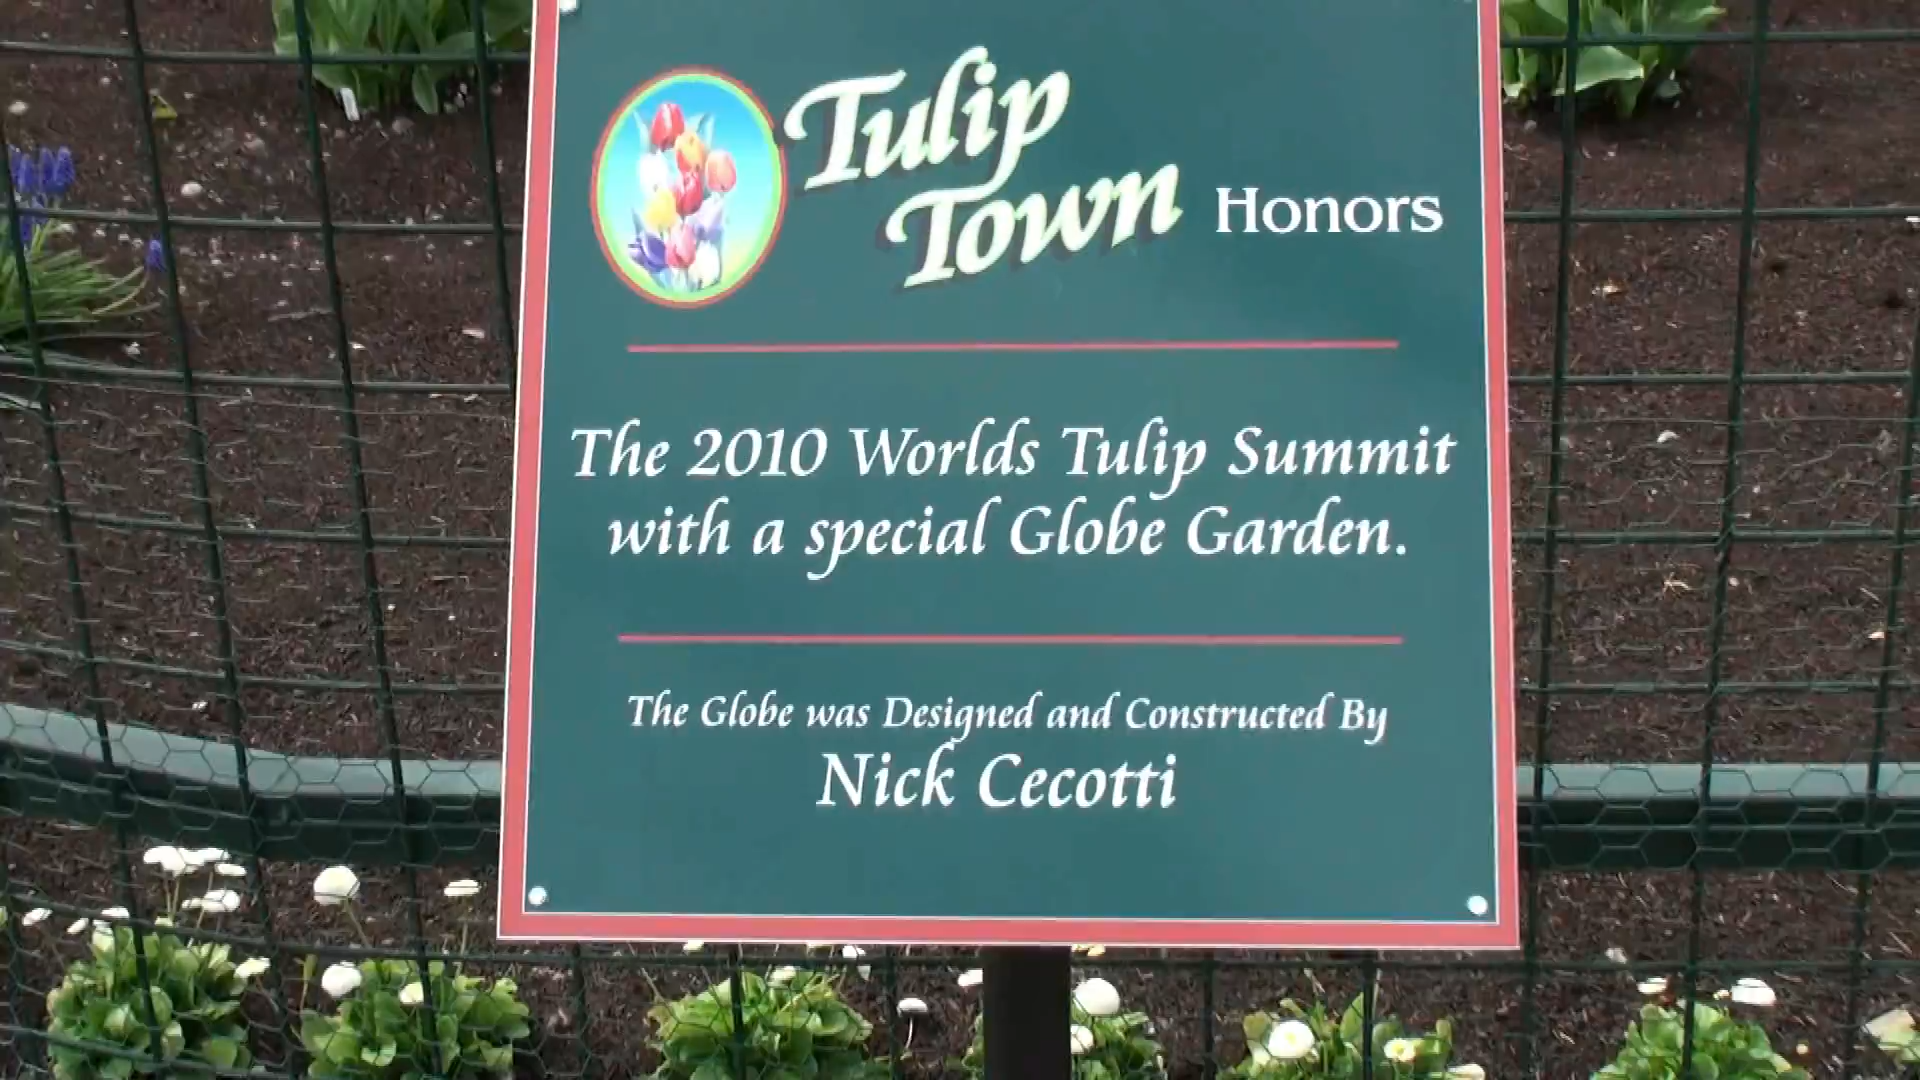 Tulip
Town Honors
The 2010 Worlds Tulip Summit
with a special Globe Garden.
The Globe was Designed and Constructed By
Nick Cecotti